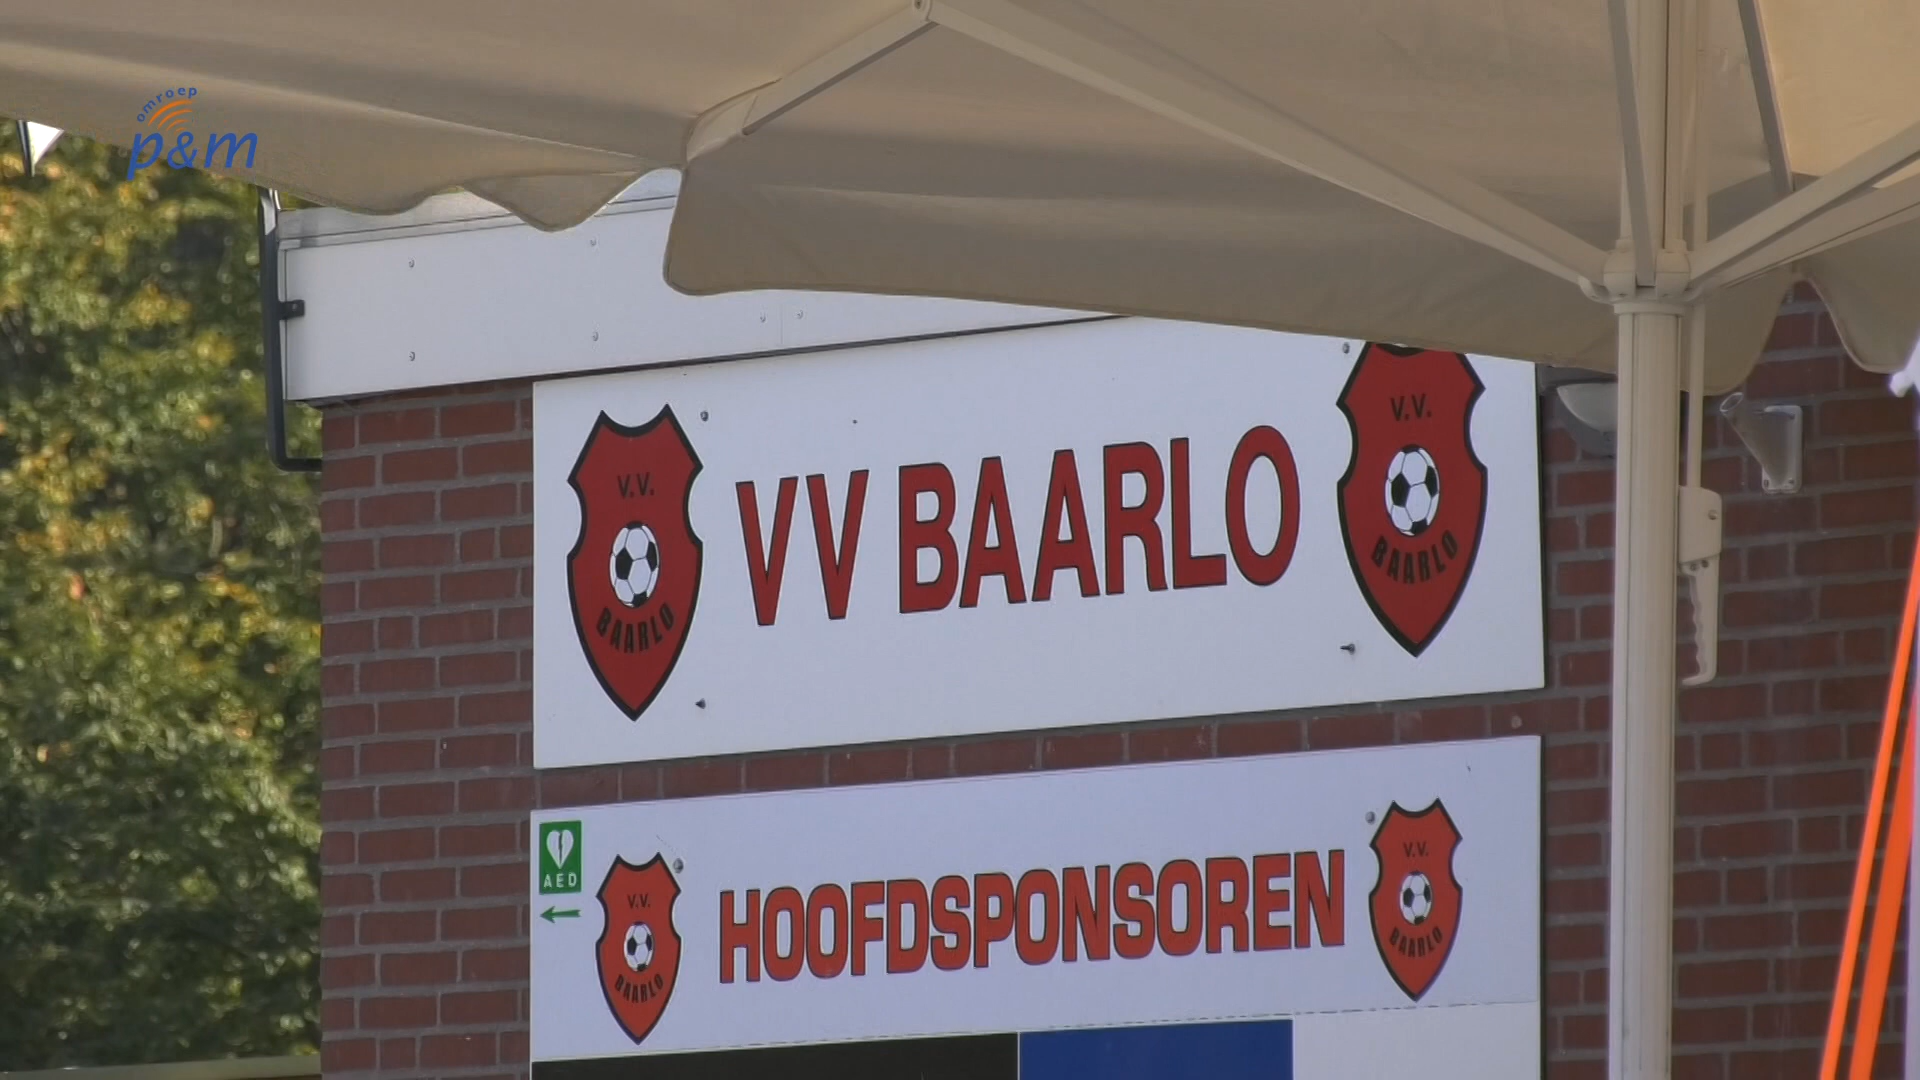 omroep
p&m
V.V.
BAARLO
VV BAARLO
V.V.
BAARLO
AED
V.V.
BAARLO
HOOFDSPONSOREN
V.V.
BAARLO